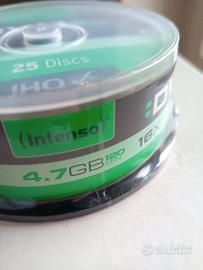 25 Discs
(intenso)
4.7GB 120 MIN 16x
subito